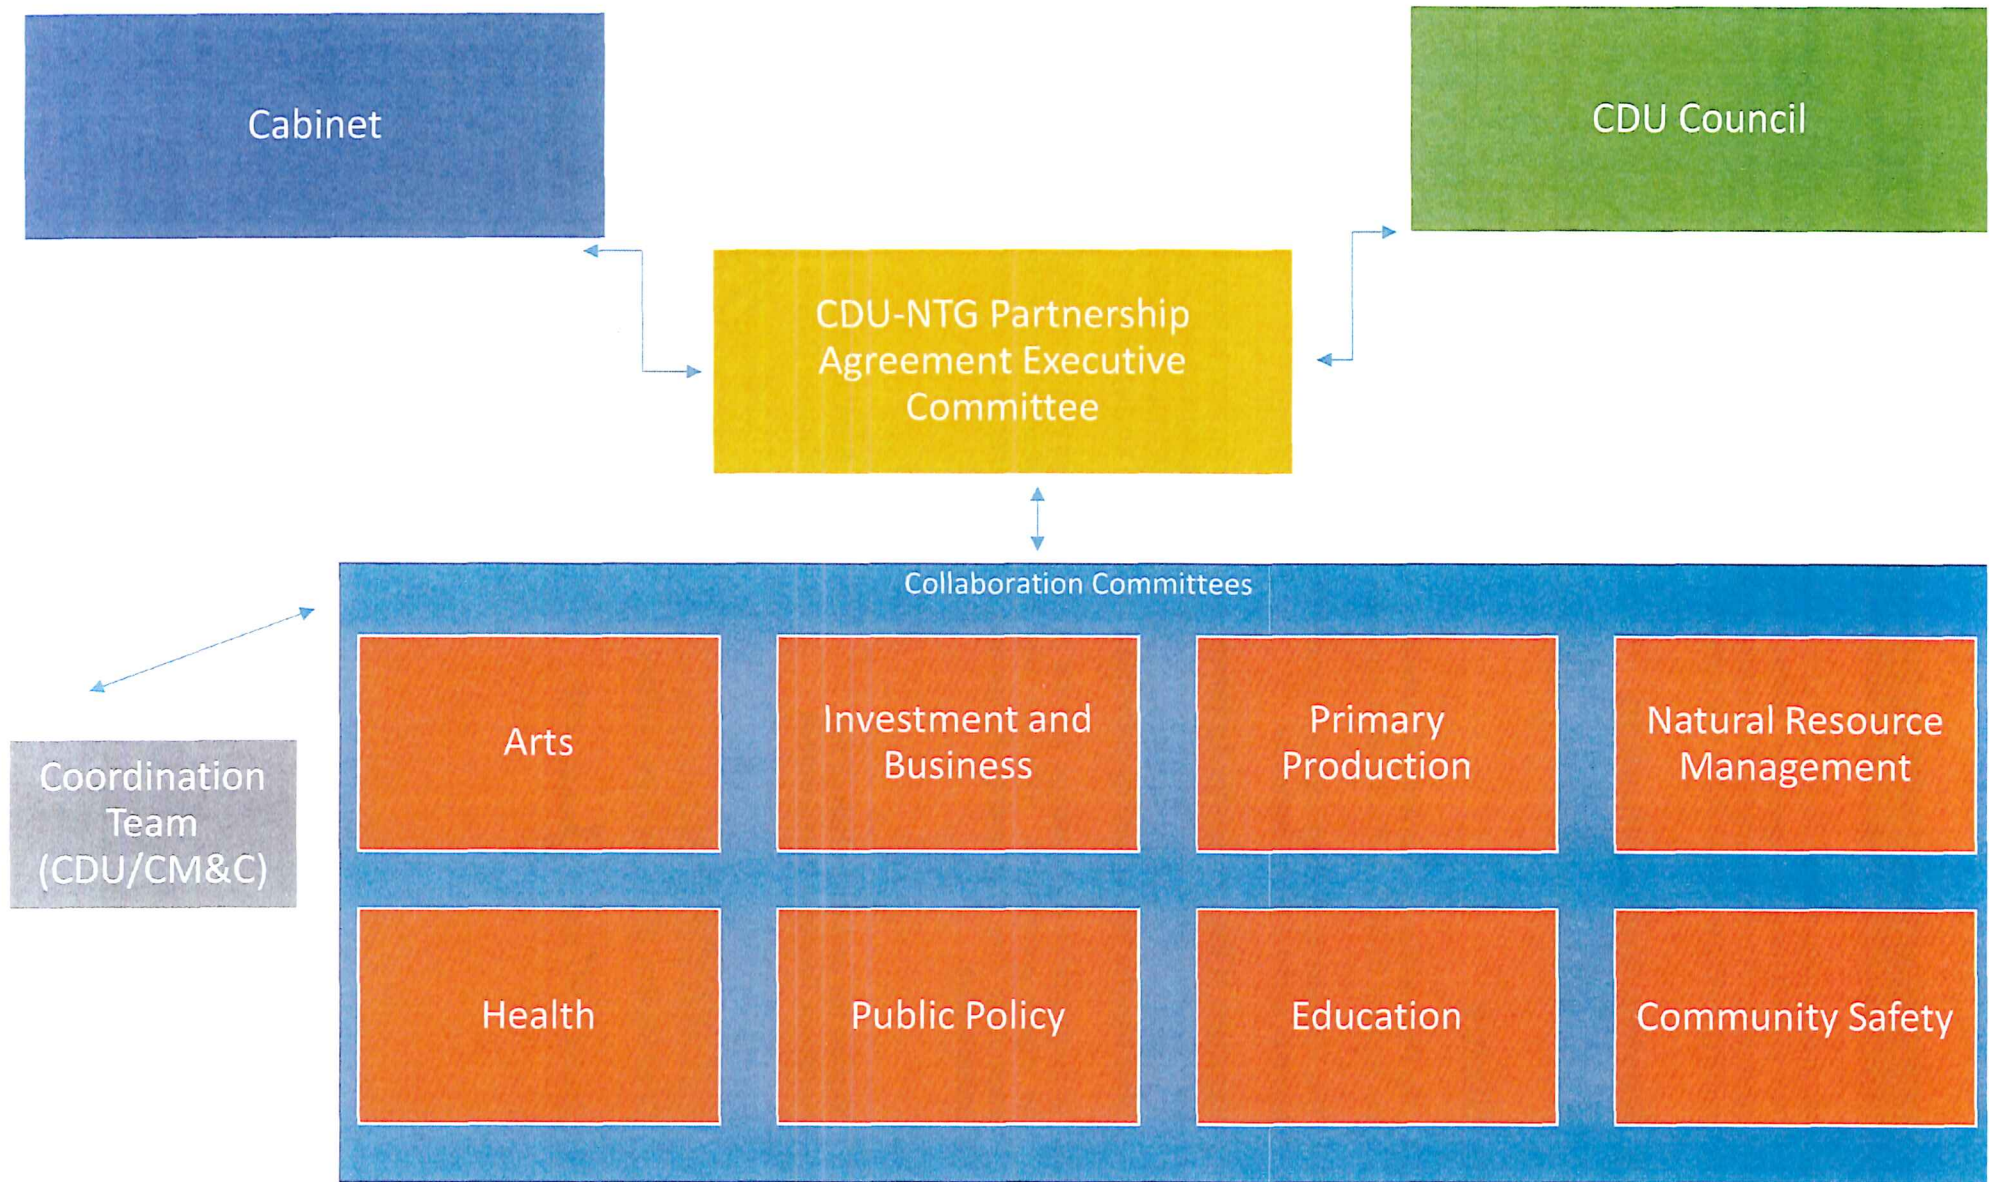 Cabinet
CDU Council
CDU-NTG Partnership
Agreement Executive
Committee
Collaboration Committees
Arts
Investment and
Business
Primary
Production
Natural Resource
Management
Coordination
Team
(CDU/CM&C)
Health
Public Policy
Education
Community Safety